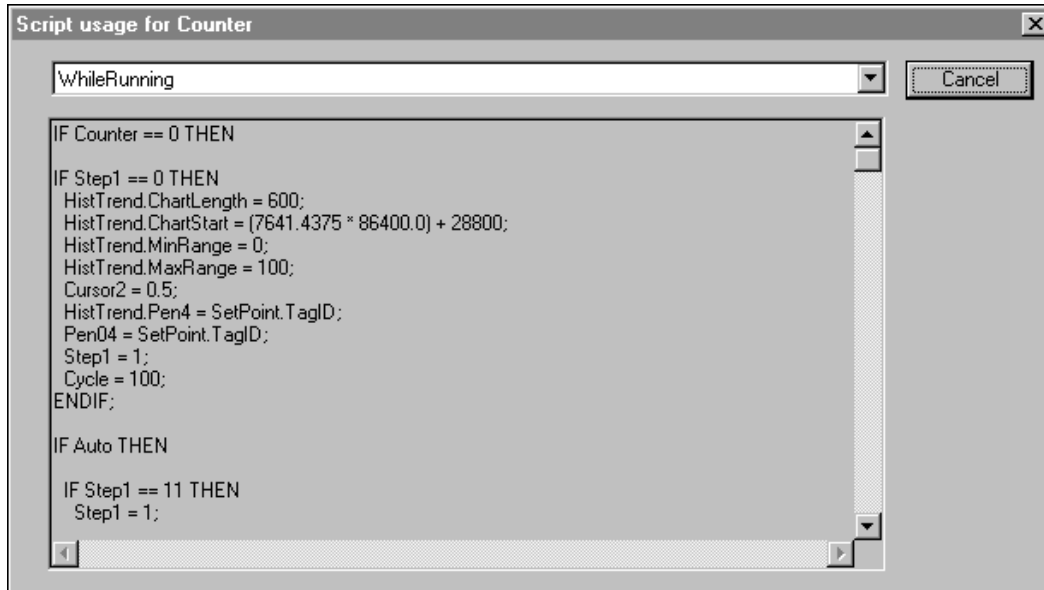 Script usage for Counter
WhileRunning
Cancel
IF Counter == 0 THEN
IF Step1 == 0 THEN
HistTrend.ChartLength = 600;
HistTrend.ChartStart = (7641.4375 * 86400.0) + 28800;
HistTrend.MinRange = 0;
HistTrend.MaxRange = 100;
Cursor2 = 0.5;
HistTrend.Pen4 = SetPoint.TagID;
Pen04 = SetPoint.TagID;
Step1 = 1;
Cycle = 100;
ENDIF;
IF Auto THEN
IF Step1 == 11 THEN
Step1 = 1;